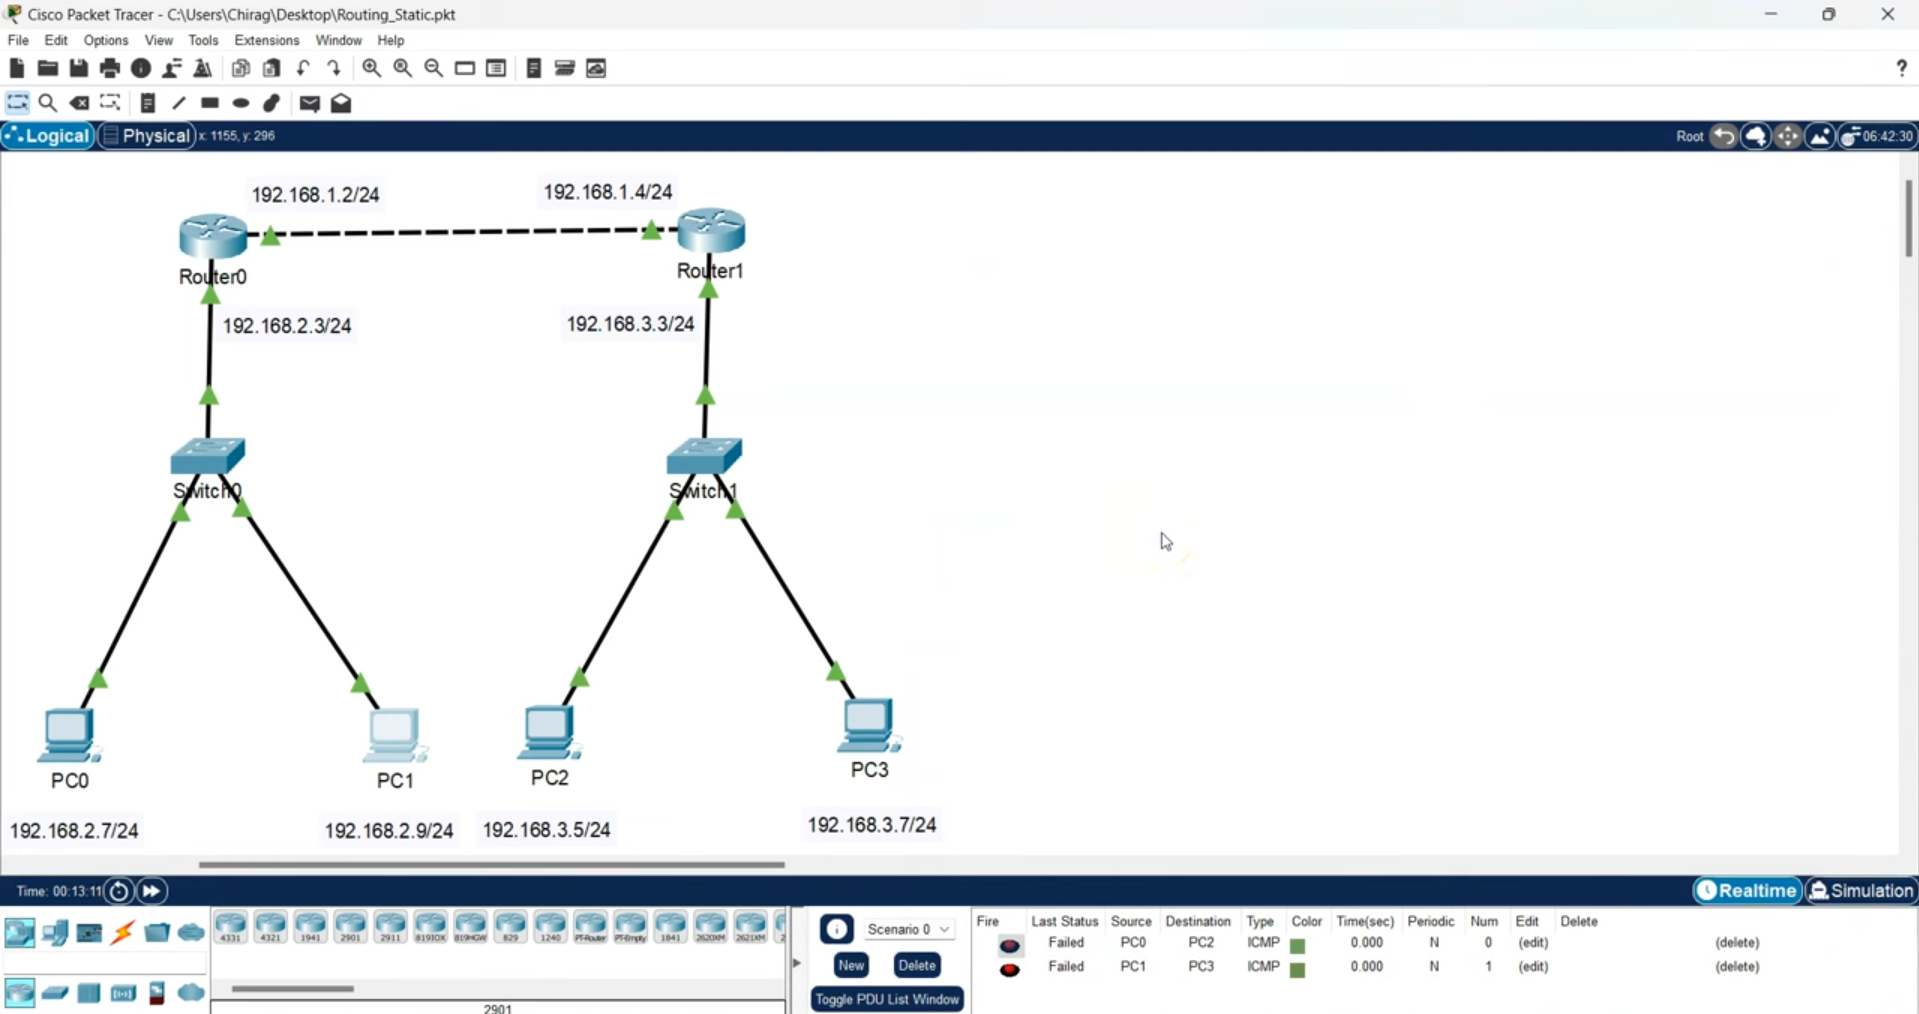 Cisco Packet Tracer - C:\Users\Chirag\Desktop\Routing_Static.pkt
File Edit Options View Tools Extensions Window Help
?
Logical Physical x: 1155, y: 296 Root 06:42:30
192.168.1.2/24 192.168.1.4/24
Router0 Router1
192.168.2.3/24 192.168.3.3/24
Switch0 Switch1
PC0 PC1 PC2 PC3
192.168.2.7/24 192.168.2.9/24 192.168.3.5/24 192.168.3.7/24
Time: 00:13:11 Realtime Simulation
4331 4321 1941 2901 2911 819IOX 819HGW 829 1240 PT-Router PT-Empty 1841 2620XM 2621XM 2
2901
Scenario 0
New Delete
Toggle PDU List Window
Fire Last Status Source Destination Type Color Time(sec) Periodic Num Edit Delete
Failed PC0 PC2 ICMP 0.000 N 0 (edit) (delete)
Failed PC1 PC3 ICMP 0.000 N 1 (edit) (delete)